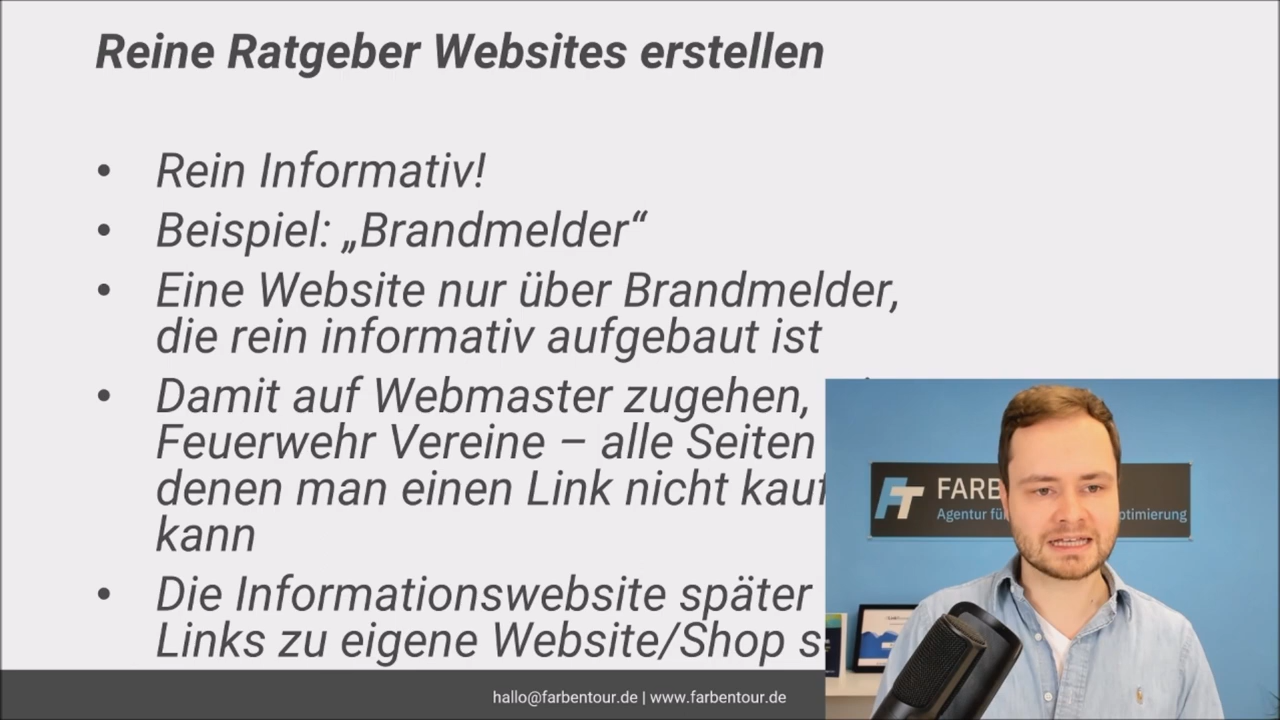 Reine Ratgeber Websites erstellen
• Rein Informativ!
• Beispiel: „Brandmelder“
• Eine Website nur über Brandmelder,
die rein informativ aufgebaut ist
• Damit auf Webmaster zugehen,
Feuerwehr Vereine – alle Seiten
denen man einen Link nicht kauf
kann
• Die Informationswebsite später
Links zu eigene Website/Shop s
FT FARB
Agentur fü ptimierung
hallo@farbentour.de | www.farbentour.de